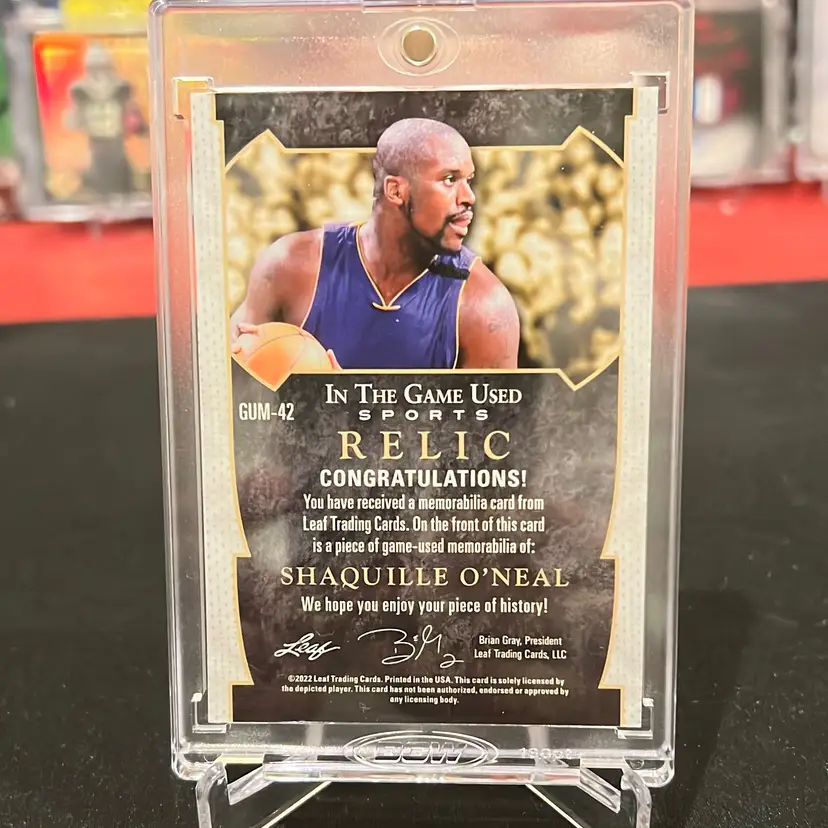 IN THE GAME USED
SPORTS
GUM-42
RELIC
CONGRATULATIONS!
You have received a memorabilia card from
Leaf Trading Cards. On the front of this card
is a piece of game-used memorabilia of:
SHAQUILLE O'NEAL
We hope you enjoy your piece of history!
Leaf
Brian Gray, President
Leaf Trading Cards, LLC
©2022 Leaf Trading Cards. Printed in the USA. This card is solely licensed by
the depicted player. This card has not been authorized, endorsed or approved by
any licensing body.